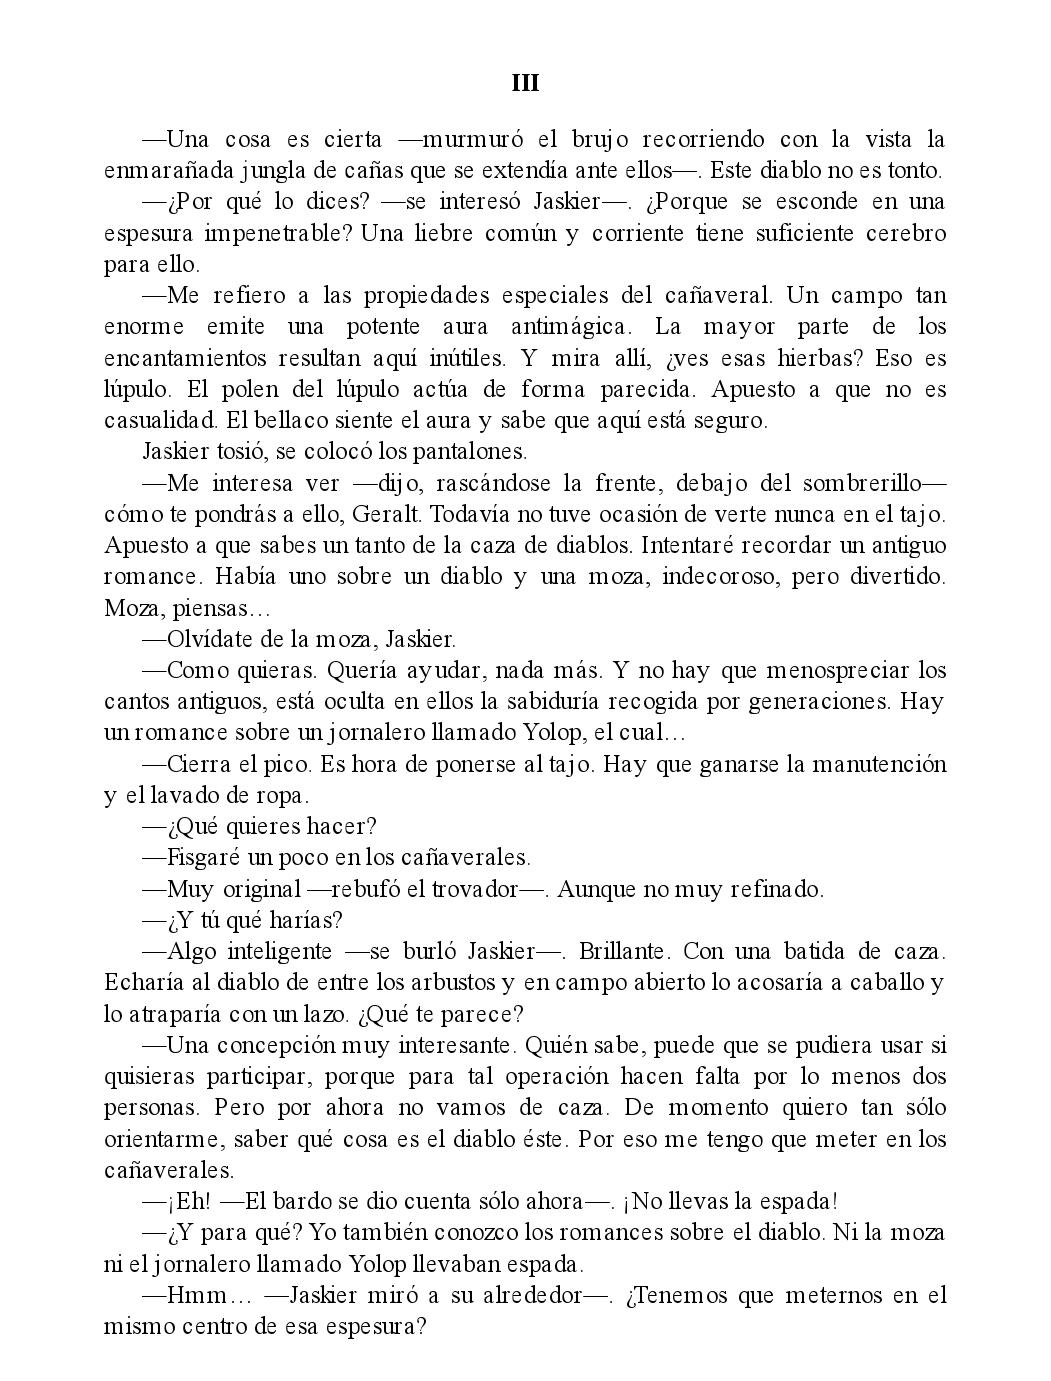 III
—Una cosa es cierta —murmuró el brujo recorriendo con la vista la
enmarañada jungla de cañas que se extendía ante ellos—. Este diablo no es tonto.
—¿Por qué lo dices? —se interesó Jaskier—. ¿Porque se esconde en una
espesura impenetrable? Una liebre común y corriente tiene suficiente cerebro
para ello.
—Me refiero a las propiedades especiales del cañaveral. Un campo tan
enorme emite una potente aura antimágica. La mayor parte de los
encantamientos resultan aquí inútiles. Y mira allí, ¿ves esas hierbas? Eso es
lúpulo. El polen del lúpulo actúa de forma parecida. Apuesto a que no es
casualidad. El bellaco siente el aura y sabe que aquí está seguro.
Jaskier tosió, se colocó los pantalones.
—Me interesa ver —dijo, rascándose la frente, debajo del sombrerillo—
cómo te pondrás a ello, Geralt. Todavía no tuve ocasión de verte nunca en el tajo.
Apuesto a que sabes un tanto de la caza de diablos. Intentaré recordar un antiguo
romance. Había uno sobre un diablo y una moza, indecoroso, pero divertido.
Moza, piensas…
—Olvídate de la moza, Jaskier.
—Como quieras. Quería ayudar, nada más. Y no hay que menospreciar los
cantos antiguos, está oculta en ellos la sabiduría recogida por generaciones. Hay
un romance sobre un jornalero llamado Yolop, el cual…
—Cierra el pico. Es hora de ponerse al tajo. Hay que ganarse la manutención
y el lavado de ropa.
—¿Qué quieres hacer?
—Fisgaré un poco en los cañaverales.
—Muy original —rebufó el trovador—. Aunque no muy refinado.
—¿Y tú qué harías?
—Algo inteligente —se burló Jaskier—. Brillante. Con una batida de caza.
Echaría al diablo de entre los arbustos y en campo abierto lo acosaría a caballo y
lo atraparía con un lazo. ¿Qué te parece?
—Una concepción muy interesante. Quién sabe, puede que se pudiera usar si
quisieras participar, porque para tal operación hacen falta por lo menos dos
personas. Pero por ahora no vamos de caza. De momento quiero tan sólo
orientarme, saber qué cosa es el diablo éste. Por eso me tengo que meter en los
cañaverales.
—¡Eh! —El bardo se dio cuenta sólo ahora—. ¡No llevas la espada!
—¿Y para qué? Yo también conozco los romances sobre el diablo. Ni la moza
ni el jornalero llamado Yolop llevaban espada.
—Hmm… —Jaskier miró a su alrededor—. ¿Tenemos que meternos en el
mismo centro de esa espesura?